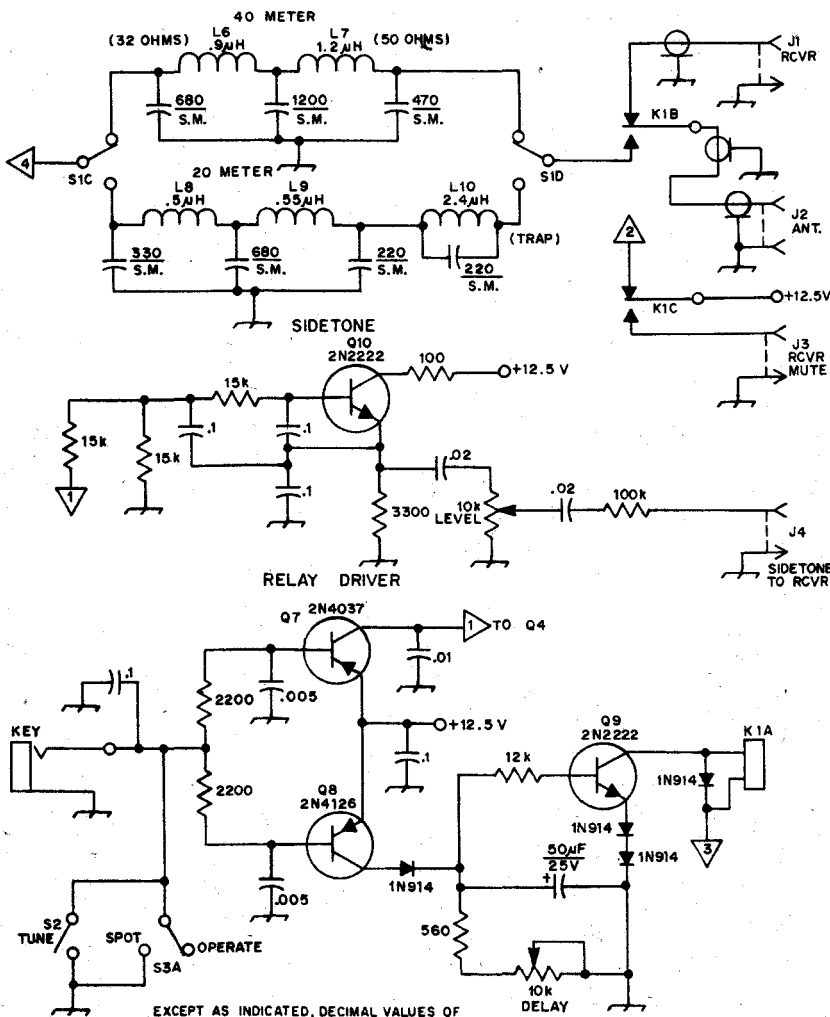 40 METER
(32 OHMS)
L6
.9µH
L7
1.2µH
(50 OHMS)
680
S.M.
1200
S.M.
470
S.M.
J1
RCVR
K1B
4
S1C
S1D
20 METER
L8
.5µH
L9
.55µH
L10
2.4µH
(TRAP)
330
S.M.
680
S.M.
220
S.M.
220
S.M.
J2
ANT.
2
K1C
+12.5V
J3
RCVR
MUTE
SIDETONE
Q10
2N2222
100
+12.5 V
15k
15k
15k
.1
.1
.1
1
.02
3300
10k
LEVEL
.02
100k
J4
SIDETONE
TO RCVR
RELAY DRIVER
Q7
2N4037
1
TO Q4
.01
.1
2200
.005
KEY
+12.5 V
.1
Q8
2N4126
2200
.005
1N914
12k
Q9
2N2222
K1A
1N914
1N914
1N914
3
50µF
25V
+
560
10k
DELAY
S2
TUNE
SPOT
S3A
OPERATE
EXCEPT AS INDICATED, DECIMAL VALUES OF